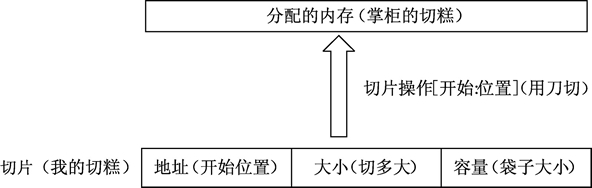 分配的内存(掌柜的切糕)
切片操作[开始:位置](用刀切)
切片(我的切糕) 地址(开始位置) 大小(切多大) 容量(袋子大小)